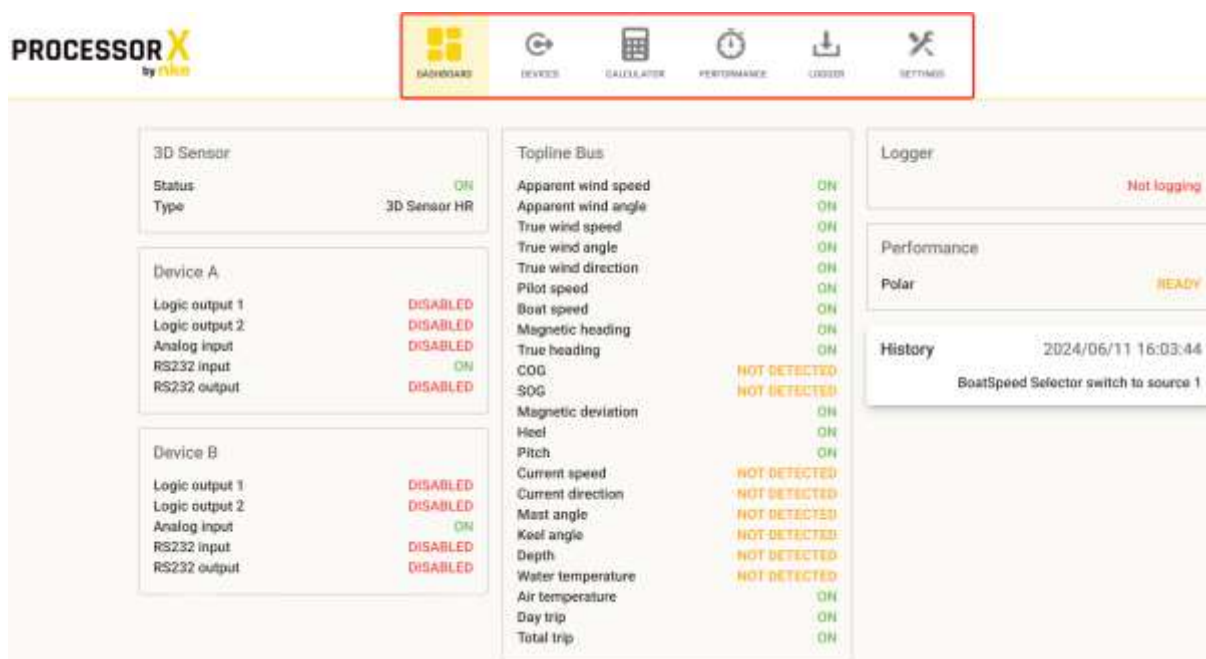 PROCESSOR X
by nke
DASHBOARD
DEVICES
CALCULATOR
PERFORMANCE
LOGGER
SETTINGS
3D Sensor
Status ON
Type 3D Sensor HR
Device A
Logic output 1 DISABLED
Logic output 2 DISABLED
Analog input DISABLED
RS232 input ON
RS232 output DISABLED
Device B
Logic output 1 DISABLED
Logic output 2 DISABLED
Analog input ON
RS232 input DISABLED
RS232 output DISABLED
Topline Bus
Apparent wind speed ON
Apparent wind angle ON
True wind speed ON
True wind angle ON
True wind direction ON
Pilot speed ON
Boat speed ON
Magnetic heading ON
True heading ON
COG NOT DETECTED
SOG NOT DETECTED
Magnetic deviation ON
Heel ON
Pitch ON
Current speed NOT DETECTED
Current direction NOT DETECTED
Mast angle NOT DETECTED
Keel angle NOT DETECTED
Depth NOT DETECTED
Water temperature NOT DETECTED
Air temperature ON
Day trip ON
Total trip ON
Logger
Not logging
Performance
Polar READY
History 2024/06/11 16:03:44
BoatSpeed Selector switch to source 1